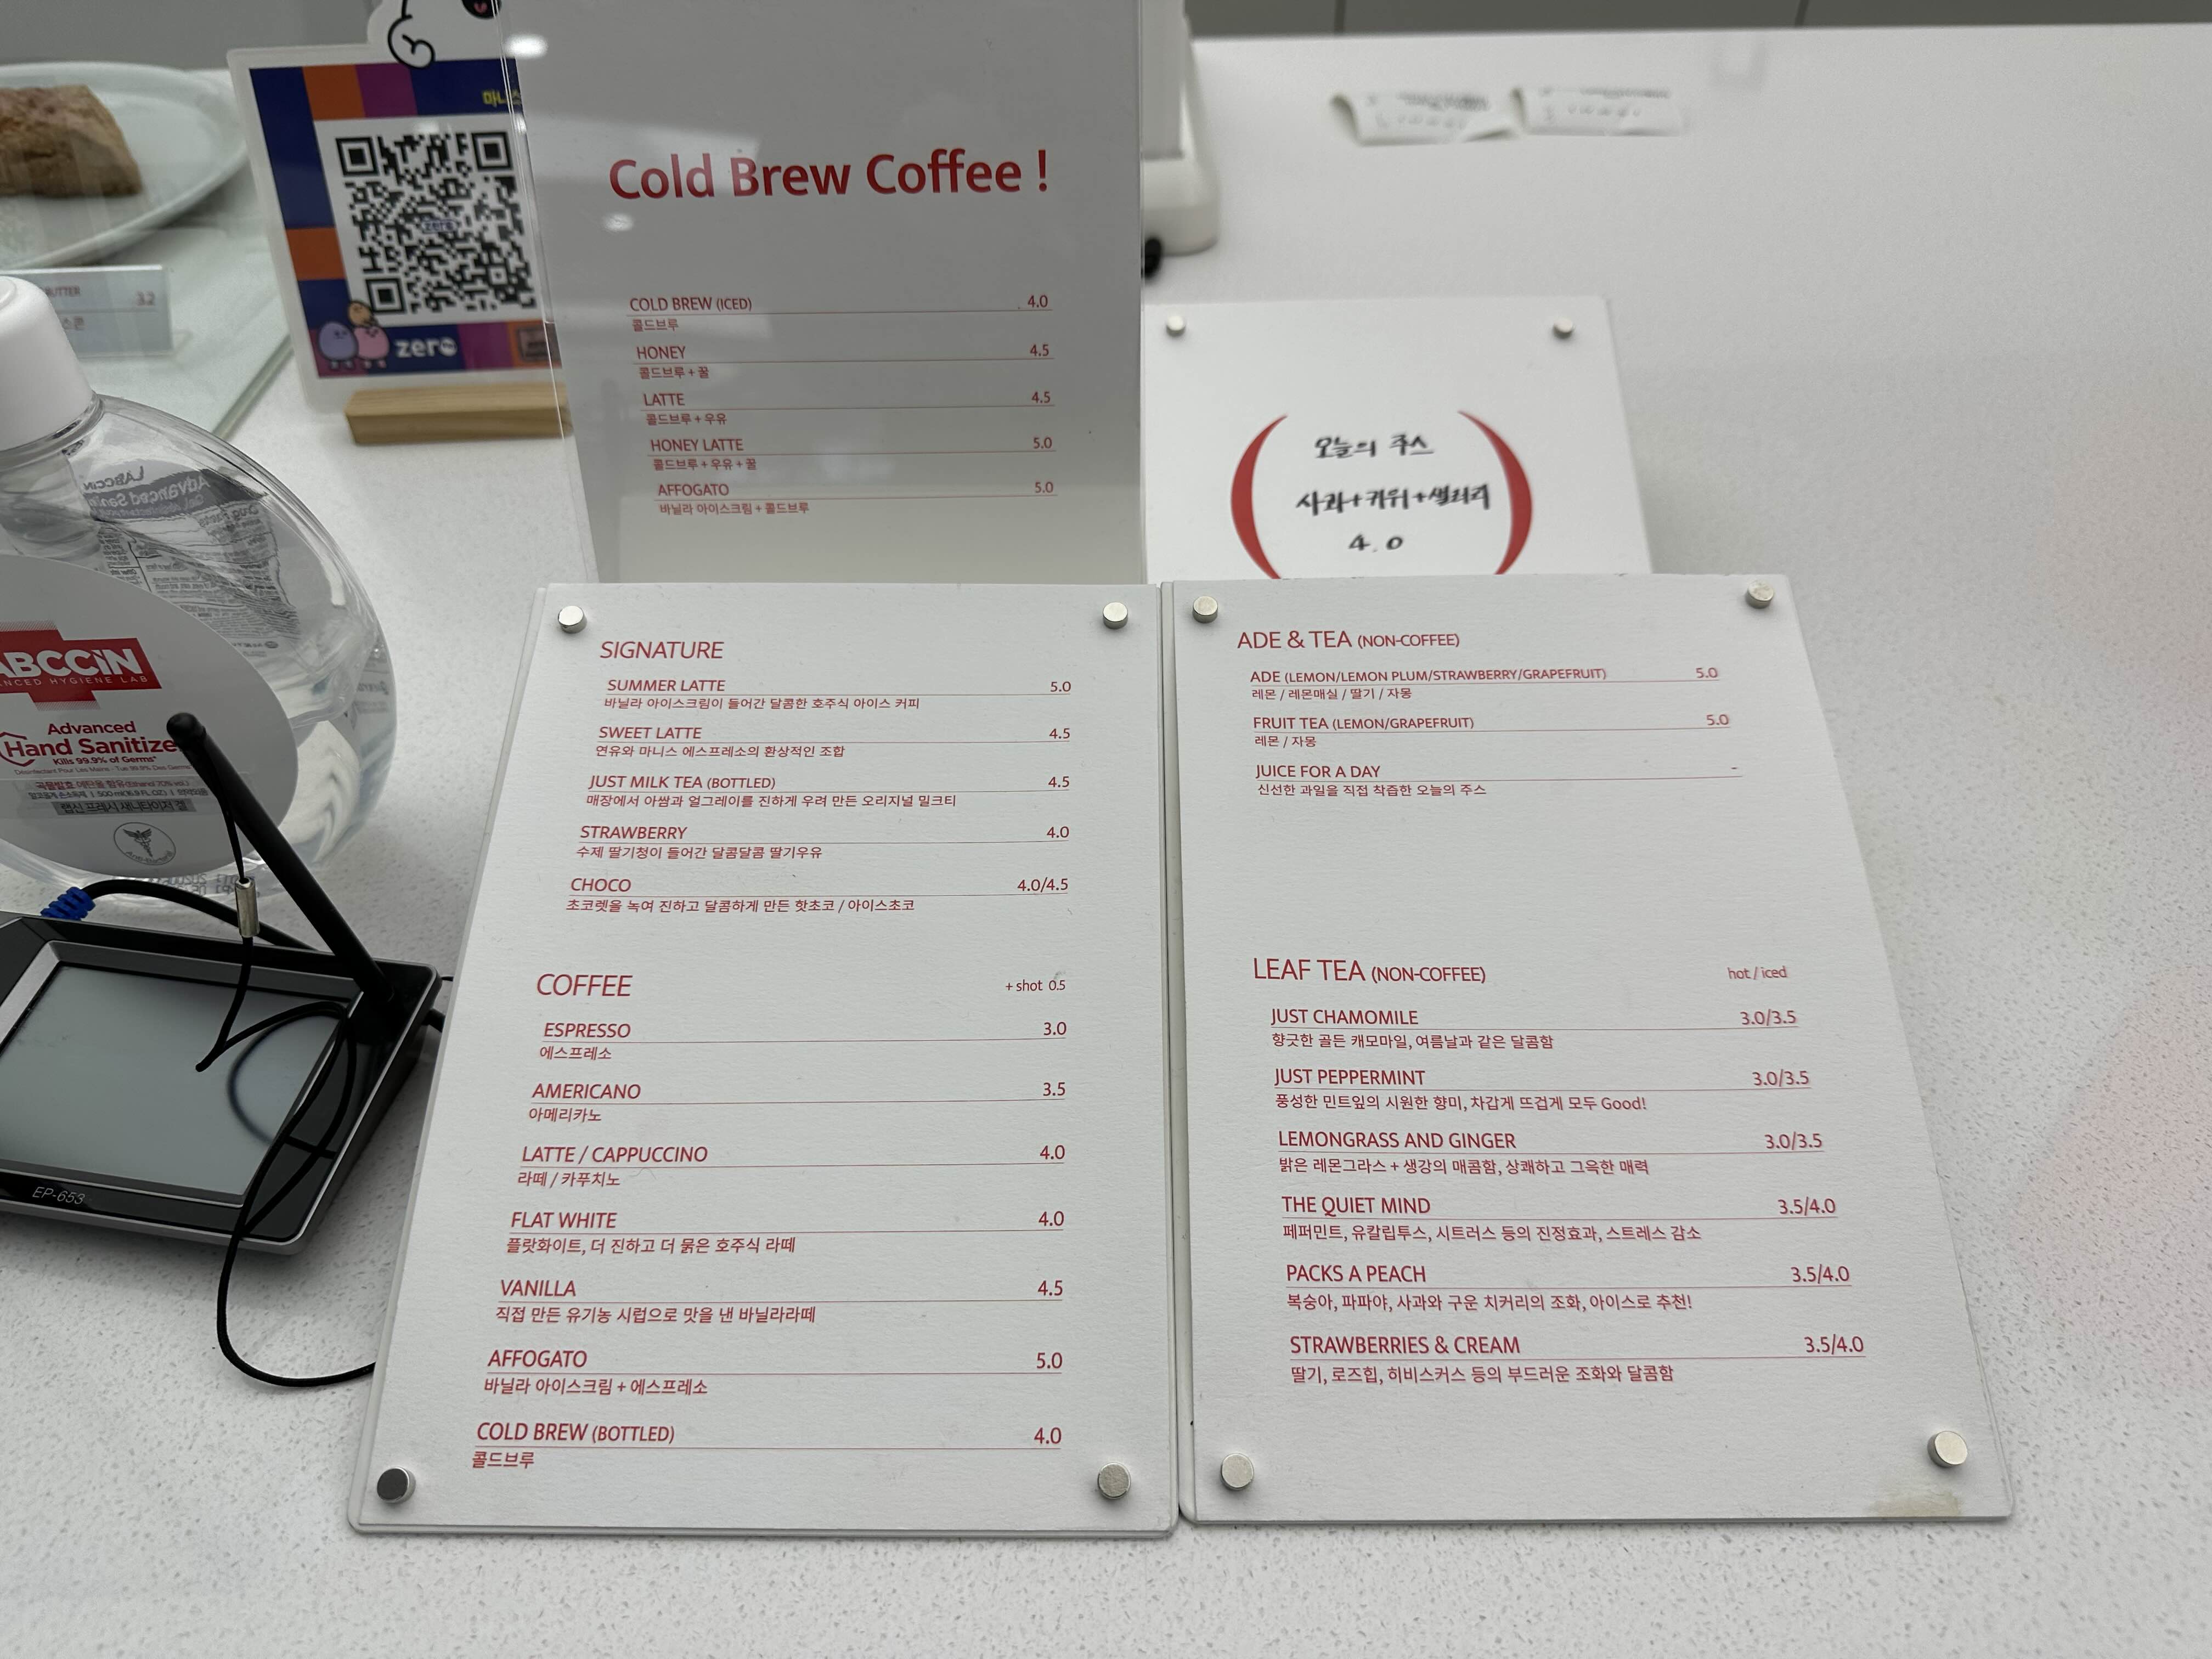 마니
zero
BUTTER 3.2
스콘
Cold Brew Coffee !
COLD BREW (ICED) 4.0
콜드브루
HONEY 4.5
콜드브루 + 꿀
LATTE 4.5
콜드브루 + 우유
HONEY LATTE 5.0
콜드브루 + 우유 + 꿀
AFFOGATO 5.0
바닐라 아이스크림 + 콜드브루
오늘의 주스
사과+키위+샐러리
4.0
SIGNATURE
SUMMER LATTE 5.0
바닐라 아이스크림이 들어간 달콤한 호주식 아이스 커피
SWEET LATTE 4.5
연유와 마니스 에스프레소의 환상적인 조합
JUST MILK TEA (BOTTLED) 4.5
매장에서 아쌈과 얼그레이를 진하게 우려 만든 오리지널 밀크티
STRAWBERRY 4.0
수제 딸기청이 들어간 달콤달콤 딸기우유
CHOCO 4.0/4.5
초코렛을 녹여 진하고 달콤하게 만든 핫초코 / 아이스초코
COFFEE + shot 0.5
ESPRESSO 3.0
에스프레소
AMERICANO 3.5
아메리카노
LATTE / CAPPUCCINO 4.0
라떼 / 카푸치노
FLAT WHITE 4.0
플랏화이트, 더 진하고 더 묽은 호주식 라떼
VANILLA 4.5
직접 만든 유기농 시럽으로 맛을 낸 바닐라라떼
AFFOGATO 5.0
바닐라 아이스크림 + 에스프레소
COLD BREW (BOTTLED) 4.0
콜드브루
ADE & TEA (NON-COFFEE)
ADE (LEMON/LEMON PLUM/STRAWBERRY/GRAPEFRUIT) 5.0
레몬 / 레몬매실 / 딸기 / 자몽
FRUIT TEA (LEMON/GRAPEFRUIT) 5.0
레몬 / 자몽
JUICE FOR A DAY -
신선한 과일을 직접 착즙한 오늘의 주스
LEAF TEA (NON-COFFEE) hot / iced
JUST CHAMOMILE 3.0/3.5
향긋한 골든 캐모마일, 여름날과 같은 달콤함
JUST PEPPERMINT 3.0/3.5
풍성한 민트잎의 시원한 향미, 차갑게 뜨겁게 모두 Good!
LEMONGRASS AND GINGER 3.0/3.5
밝은 레몬그라스 + 생강의 매콤함, 상쾌하고 그윽한 매력
THE QUIET MIND 3.5/4.0
페퍼민트, 유칼립투스, 시트러스 등의 진정효과, 스트레스 감소
PACKS A PEACH 3.5/4.0
복숭아, 파파야, 사과와 구운 치커리의 조화, 아이스로 추천!
STRAWBERRIES & CREAM 3.5/4.0
딸기, 로즈힙, 히비스커스 등의 부드러운 조화와 달콤함
ABCCIN
ANCED HYGIENE LAB
Advanced
Hand Sanitize
Kills 99.9% of Germs*
랩신 프레시 새니타이저 겔
EP-653